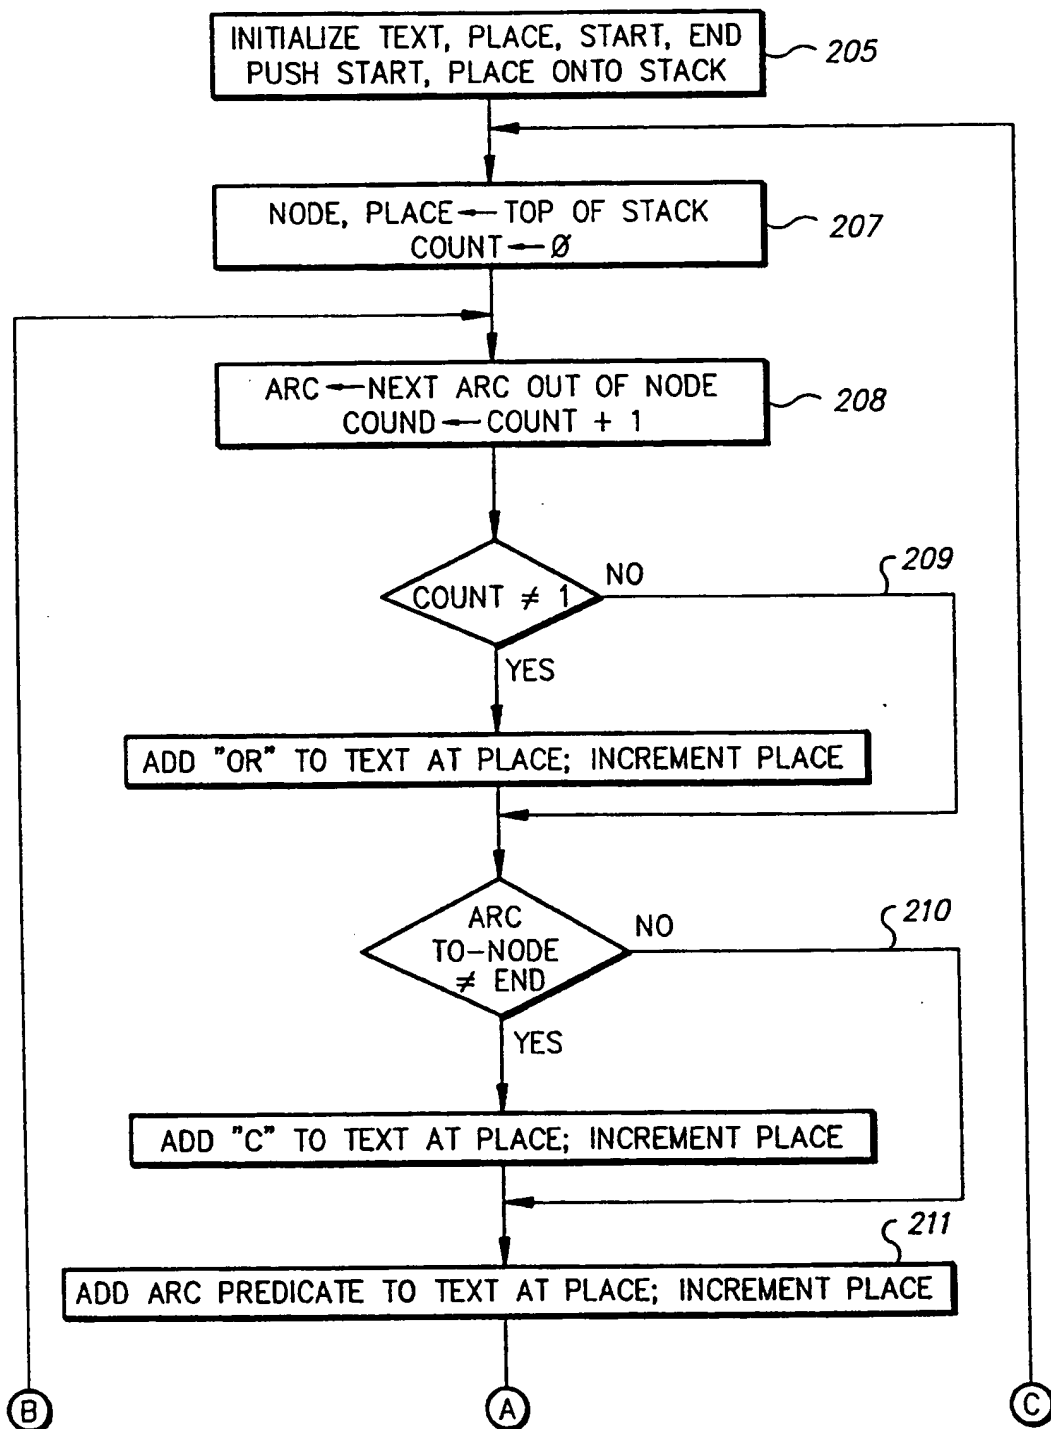 INITIALIZE TEXT, PLACE, START, END
PUSH START, PLACE ONTO STACK
205
NODE, PLACE ← TOP OF STACK
COUNT ← Ø
207
ARC ← NEXT ARC OUT OF NODE
COUND ← COUNT + 1
208
COUNT ≠ 1
NO
209
YES
ADD "OR" TO TEXT AT PLACE; INCREMENT PLACE
ARC
TO-NODE
≠ END
NO
210
YES
ADD "C" TO TEXT AT PLACE; INCREMENT PLACE
211
ADD ARC PREDICATE TO TEXT AT PLACE; INCREMENT PLACE
B
A
C